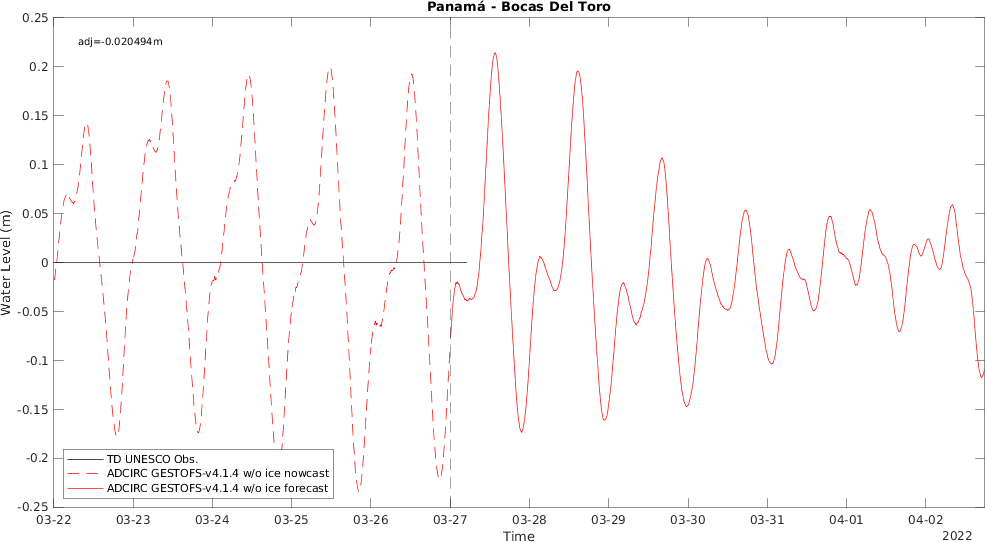 Panamá - Bocas Del Toro
0.25
adj=-0.020494m
0.2
0.15
0.1
0.05
0
-0.05
-0.1
-0.15
-0.2
-0.25
Water Level (m)
TD UNESCO Obs.
ADCIRC GESTOFS-v4.1.4 w/o ice nowcast
ADCIRC GESTOFS-v4.1.4 w/o ice forecast
03-22 03-23 03-24 03-25 03-26 03-27 03-28 03-29 03-30 03-31 04-01 04-02
Time
2022